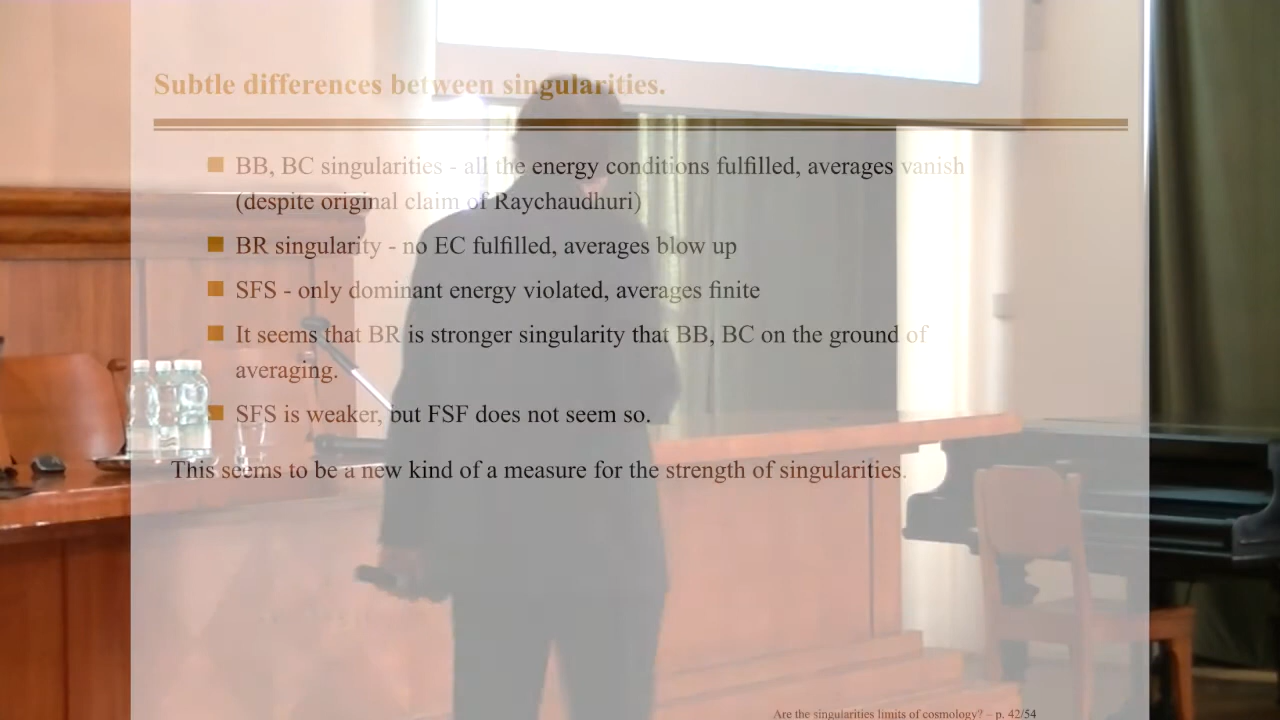 Subtle differences between singularities.
BB, BC singularities - all the energy conditions fulfilled, averages vanish
(despite original claim of Raychaudhuri)
BR singularity - no EC fulfilled, averages blow up
SFS - only dominant energy violated, averages finite
It seems that BR is stronger singularity that BB, BC on the ground of
averaging.
SFS is weaker, but FSF does not seem so.
This seems to be a new kind of a measure for the strength of singularities.
Are the singularities limits of cosmology? – p. 42/54